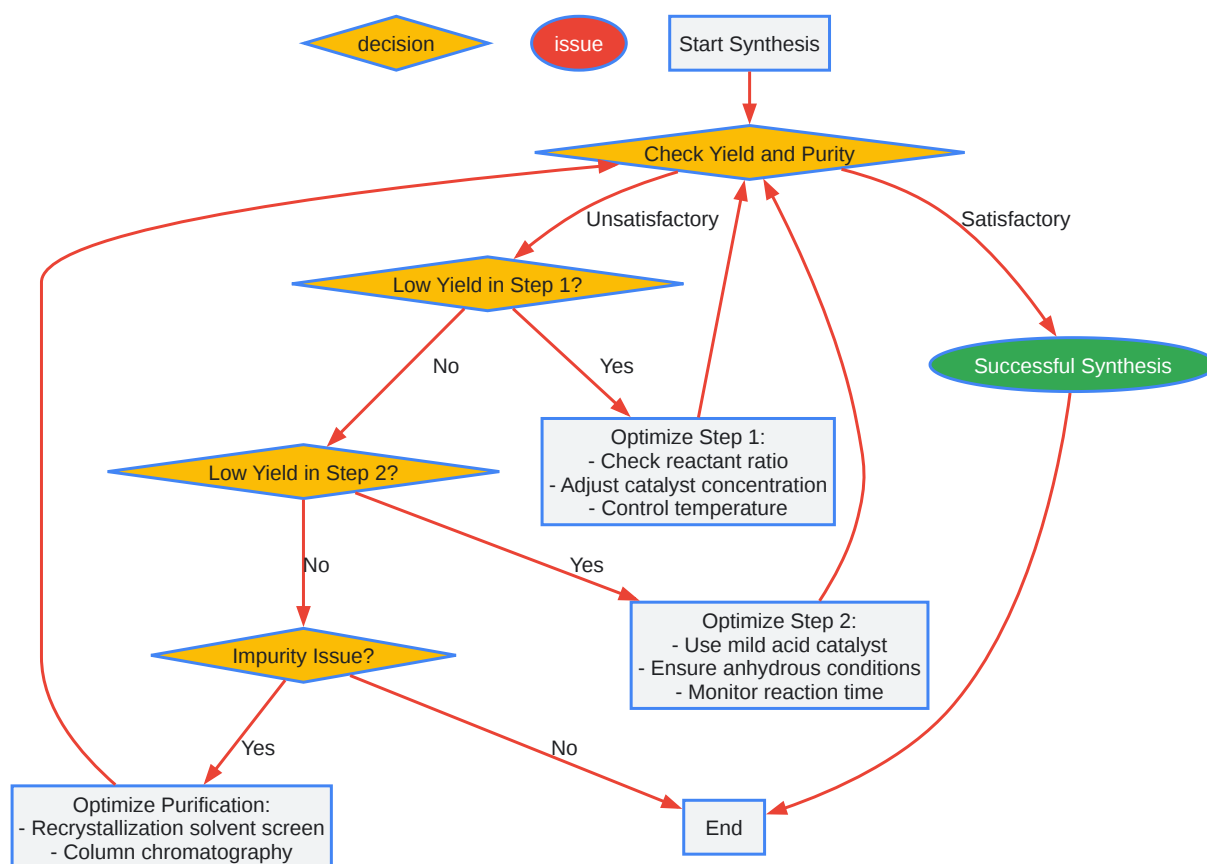 decision
issue
Start Synthesis
Check Yield and Purity
Unsatisfactory
Satisfactory
Low Yield in Step 1?
No
Yes
Successful Synthesis
Optimize Step 1:
- Check reactant ratio
- Adjust catalyst concentration
- Control temperature
Low Yield in Step 2?
No
Yes
Optimize Step 2:
- Use mild acid catalyst
- Ensure anhydrous conditions
- Monitor reaction time
Impurity Issue?
Yes
No
Optimize Purification:
- Recrystallization solvent screen
- Column chromatography
End